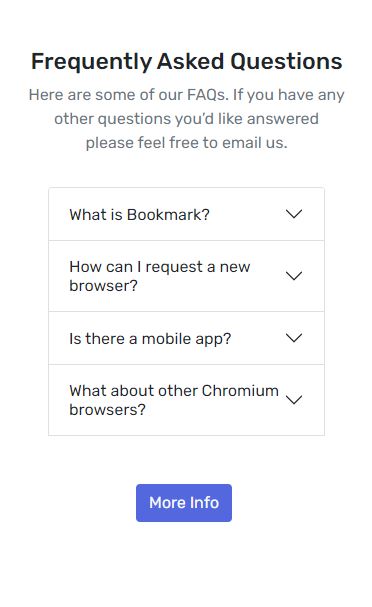 Frequently Asked Questions
Here are some of our FAQs. If you have any
other questions you'd like answered
please feel free to email us.
What is Bookmark?
How can I request a new
browser?
Is there a mobile app?
What about other Chromium
browsers?
More Info